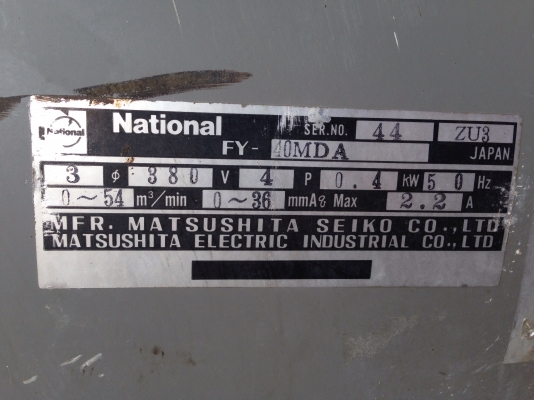 National
National SER.NO. 44 ZU3
FY-40MDA JAPAN
3 φ 380 V 4 P 0.4 KW 50 Hz
0~54 m³/min 0~36 mmAq Max 2.2 A
MFR. MATSUSHITA SEIKO CO.,LTD
MATSUSHITA ELECTRIC INDUSTRIAL CO.,LTD